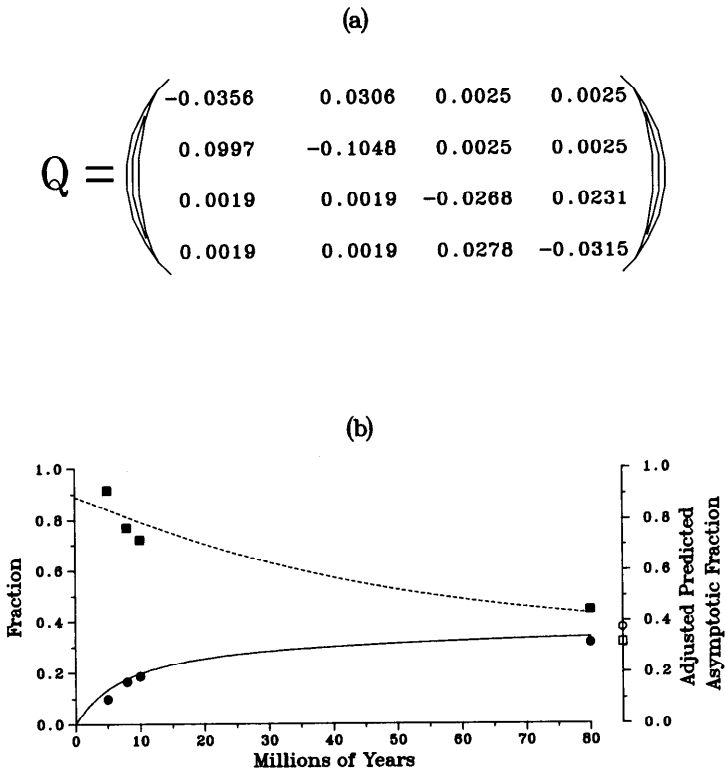 (a)
-0.0356 0.0306 0.0025 0.0025
0.0997 -0.1048 0.0025 0.0025
Q =
0.0019 0.0019 -0.0268 0.0231
0.0019 0.0019 0.0278 -0.0315
(b)
1.0
0.8
0.6
0.4
0.2
0.0
Fraction
0 10 20 30 40 50 60 70 80
Millions of Years
1.0
0.8
0.6
0.4
0.2
0.0
Adjusted Predicted
Asymptotic Fraction